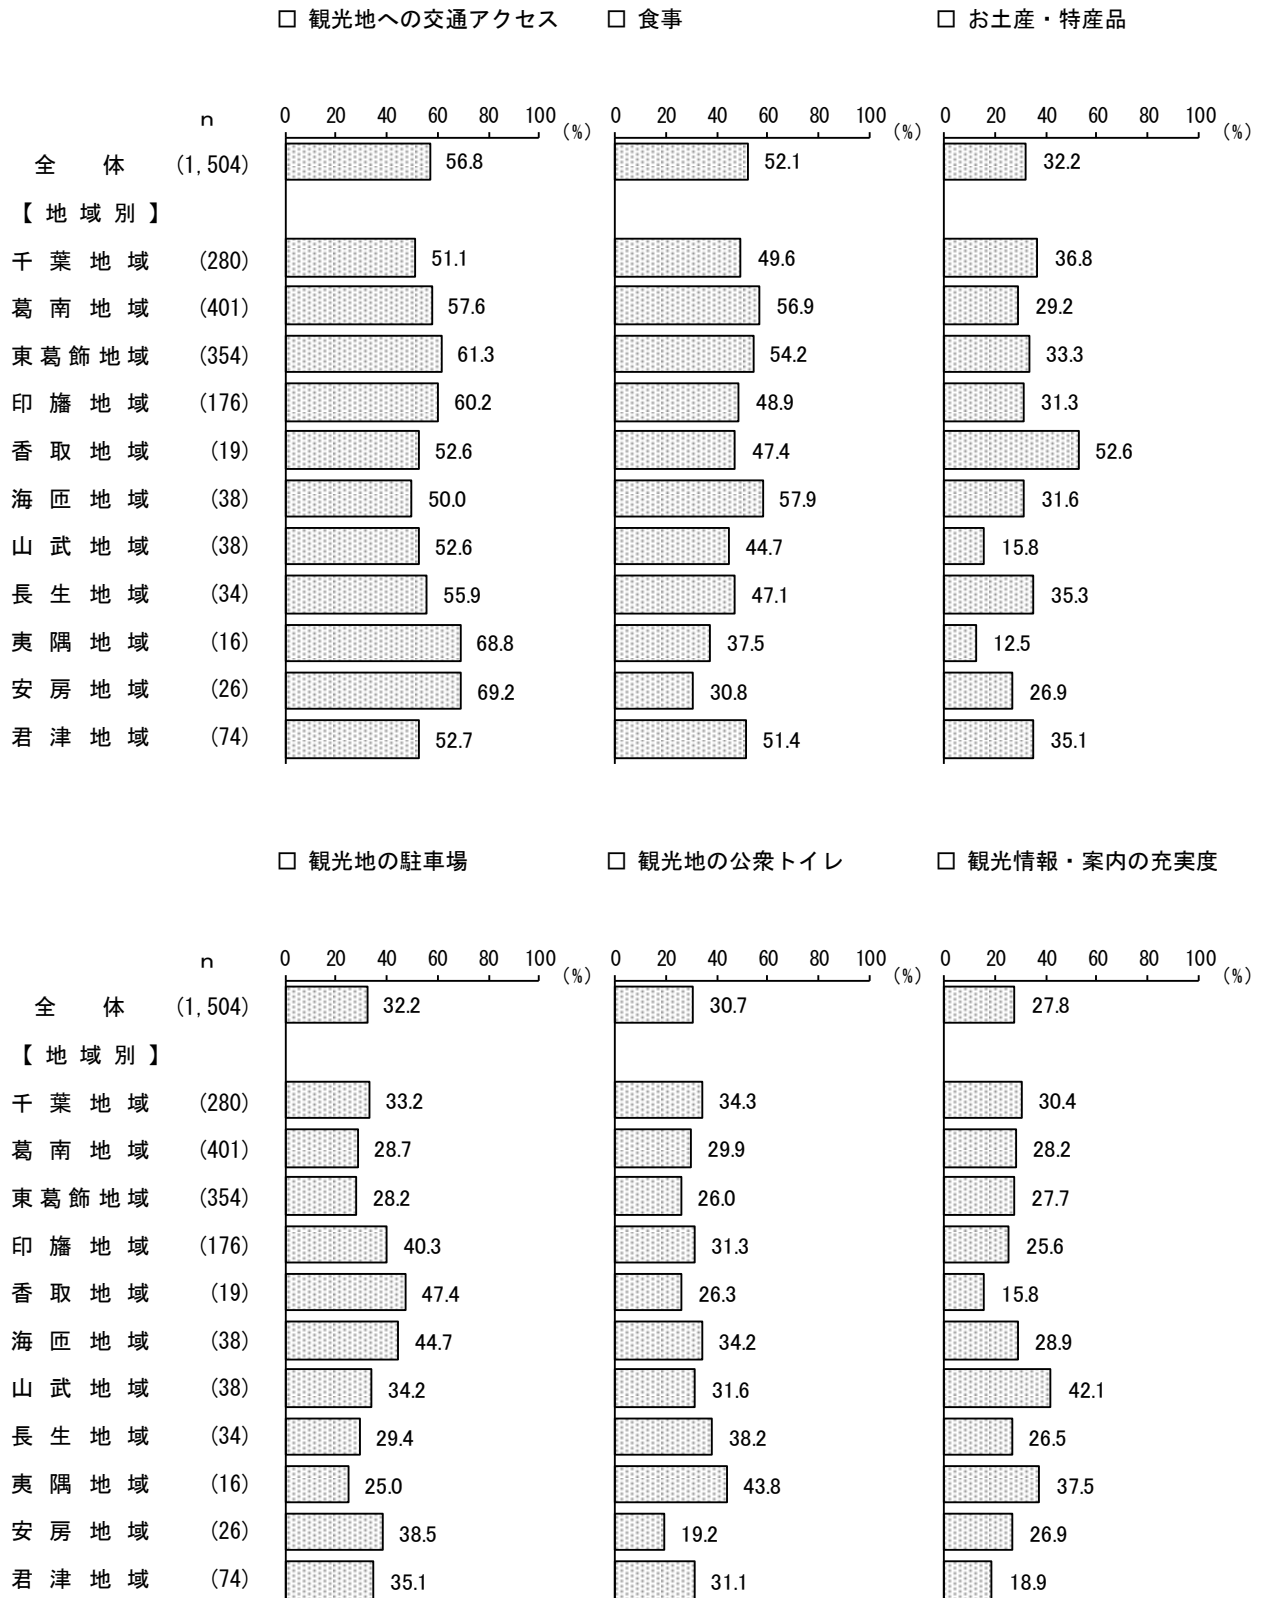 □ 観光地への交通アクセス □ 食事 □ お土産・特産品
n 0 20 40 60 80 100 (%) 0 20 40 60 80 100 (%) 0 20 40 60 80 100 (%)
全体 (1,504) 56.8 52.1 32.2
【地域別】
千葉地域 (280) 51.1 49.6 36.8
葛南地域 (401) 57.6 56.9 29.2
東葛飾地域 (354) 61.3 54.2 33.3
印旛地域 (176) 60.2 48.9 31.3
香取地域 (19) 52.6 47.4 52.6
海匝地域 (38) 50.0 57.9 31.6
山武地域 (38) 52.6 44.7 15.8
長生地域 (34) 55.9 47.1 35.3
夷隅地域 (16) 68.8 37.5 12.5
安房地域 (26) 69.2 30.8 26.9
君津地域 (74) 52.7 51.4 35.1
□ 観光地の駐車場 □ 観光地の公衆トイレ □ 観光情報・案内の充実度
n 0 20 40 60 80 100 (%) 0 20 40 60 80 100 (%) 0 20 40 60 80 100 (%)
全体 (1,504) 32.2 30.7 27.8
【地域別】
千葉地域 (280) 33.2 34.3 30.4
葛南地域 (401) 28.7 29.9 28.2
東葛飾地域 (354) 28.2 26.0 27.7
印旛地域 (176) 40.3 31.3 25.6
香取地域 (19) 47.4 26.3 15.8
海匝地域 (38) 44.7 34.2 28.9
山武地域 (38) 34.2 31.6 42.1
長生地域 (34) 29.4 38.2 26.5
夷隅地域 (16) 25.0 43.8 37.5
安房地域 (26) 38.5 19.2 26.9
君津地域 (74) 35.1 31.1 18.9